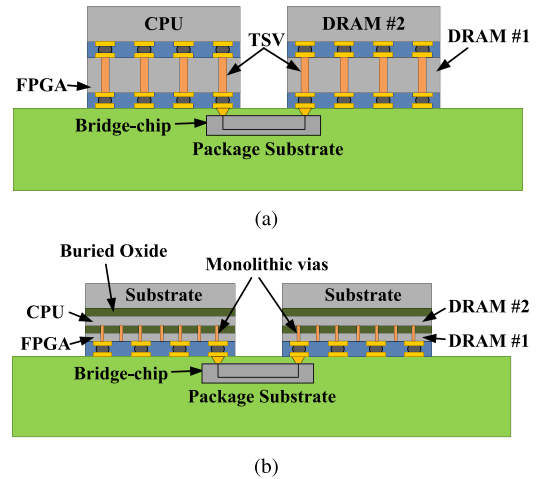 CPU
TSV
DRAM #2
DRAM #1
FPGA
Bridge-chip
Package Substrate
(a)
Buried Oxide
Monolithic vias
Substrate
Substrate
CPU
DRAM #2
FPGA
DRAM #1
Bridge-chip
Package Substrate
(b)